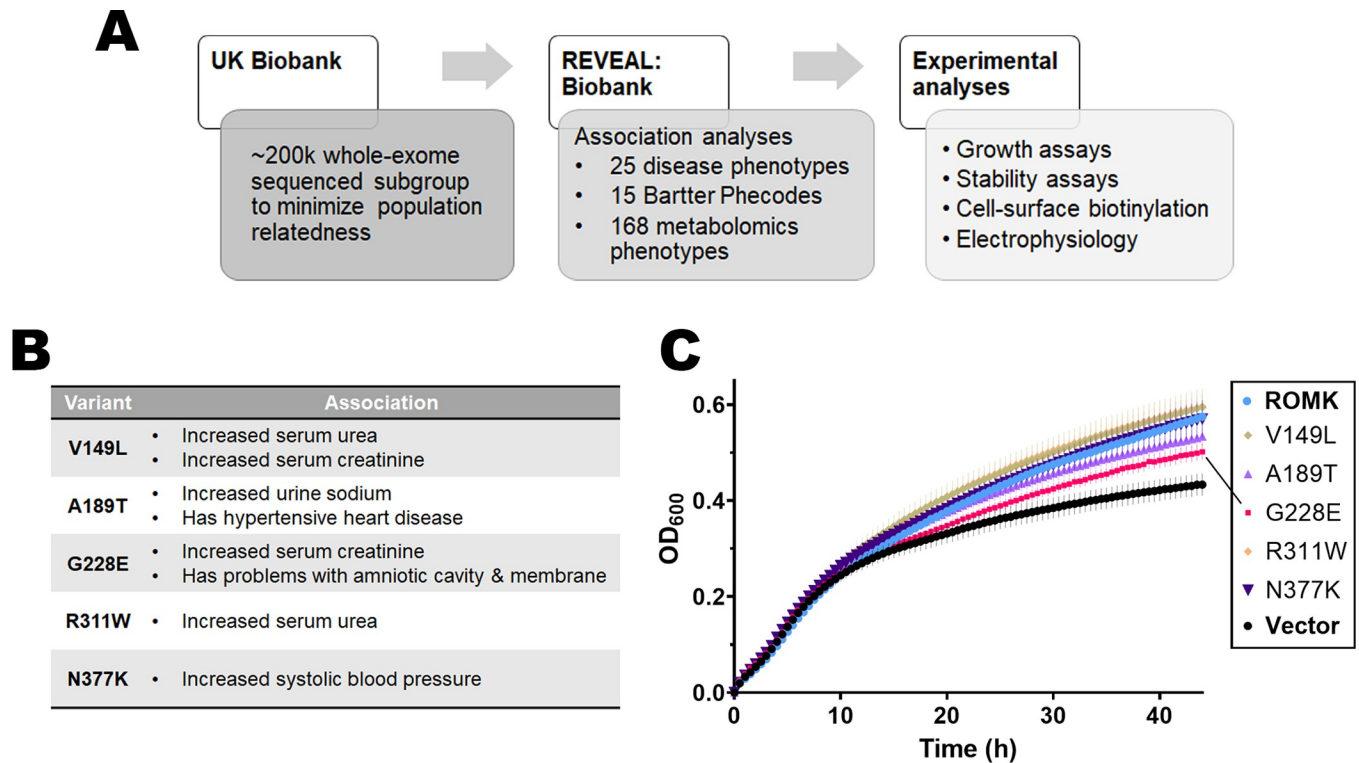 A
UK Biobank
~200k whole-exome
sequenced subgroup
to minimize population
relatedness
REVEAL:
Biobank
Association analyses
• 25 disease phenotypes
• 15 Bartter Phecodes
• 168 metabolomics
phenotypes
Experimental
analyses
• Growth assays
• Stability assays
• Cell-surface biotinylation
• Electrophysiology
B
Variant Association
V149L
• Increased serum urea
• Increased serum creatinine
A189T
• Increased urine sodium
• Has hypertensive heart disease
G228E
• Increased serum creatinine
• Has problems with amniotic cavity & membrane
R311W • Increased serum urea
N377K • Increased systolic blood pressure
C
OD600
0.6
0.4
0.2
0.0
0 10 20 30 40
Time (h)
ROMK
V149L
A189T
G228E
R311W
N377K
Vector